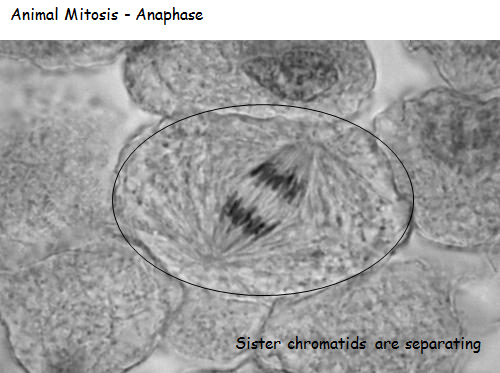 Animal Mitosis - Anaphase
Sister chromatids are separating